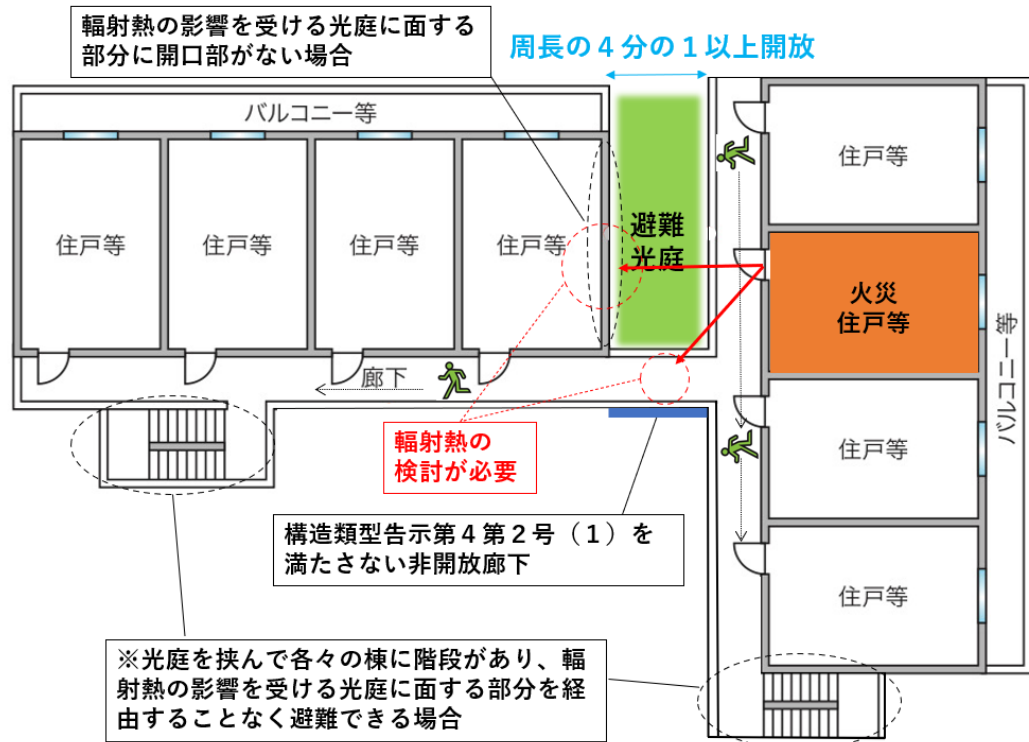 輻射熱の影響を受ける光庭に面する
部分に開口部がない場合
周長の4分の1以上開放
バルコニー等
住戸等
住戸等
住戸等
住戸等
避難
光庭
住戸等
火災
住戸等
バルコニー等
廊下
輻射熱の
検討が必要
住戸等
構造類型告示第4第2号(1)を
満たさない非開放廊下
住戸等
※光庭を挟んで各々の棟に階段があり、輻
射熱の影響を受ける光庭に面する部分を経
由することなく避難できる場合